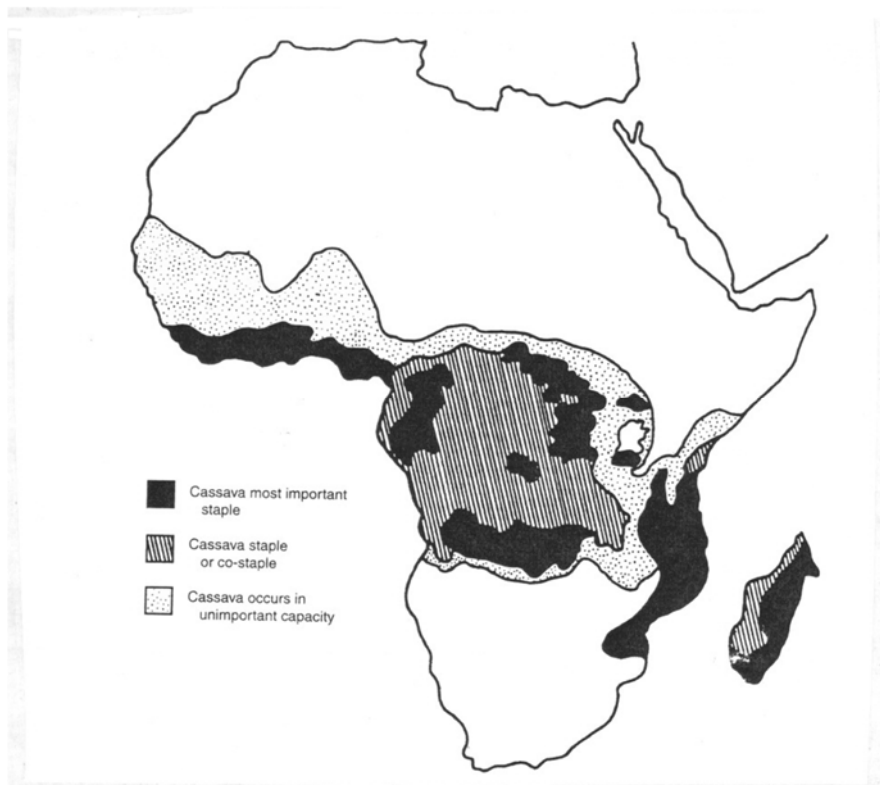 Cassava most important
staple
Cassava staple
or co-staple
Cassava occurs in
unimportant capacity